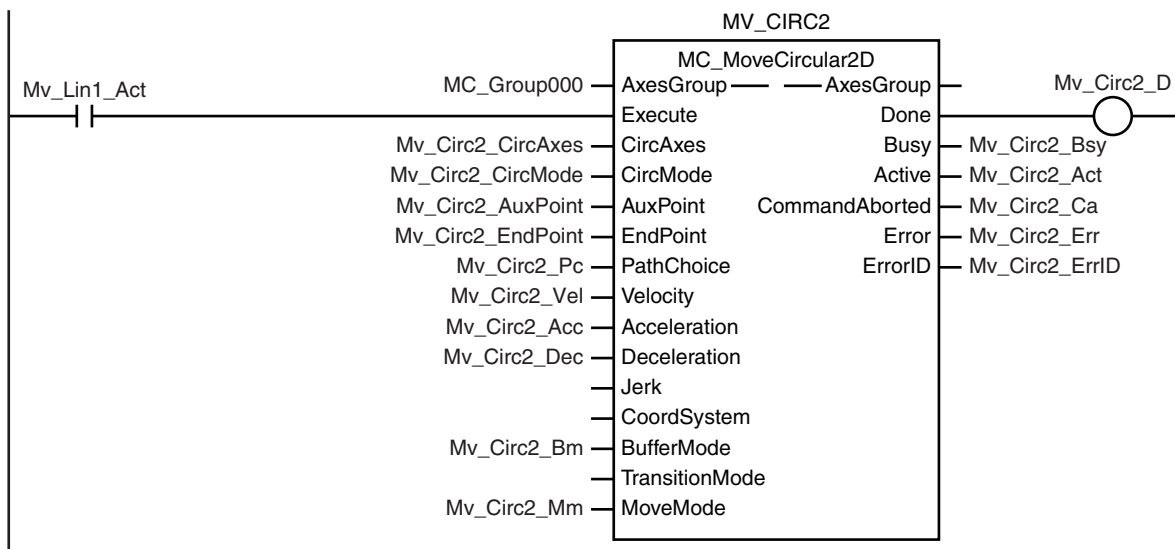 MV_CIRC2
MC_MoveCircular2D
Mv_Lin1_Act MC_Group000 AxesGroup AxesGroup Mv_Circ2_D
Execute Done
Mv_Circ2_CircAxes CircAxes Busy Mv_Circ2_Bsy
Mv_Circ2_CircMode CircMode Active Mv_Circ2_Act
Mv_Circ2_AuxPoint AuxPoint CommandAborted Mv_Circ2_Ca
Mv_Circ2_EndPoint EndPoint Error Mv_Circ2_Err
Mv_Circ2_Pc PathChoice ErrorID Mv_Circ2_ErrID
Mv_Circ2_Vel Velocity
Mv_Circ2_Acc Acceleration
Mv_Circ2_Dec Deceleration
Jerk
CoordSystem
Mv_Circ2_Bm BufferMode
TransitionMode
Mv_Circ2_Mm MoveMode